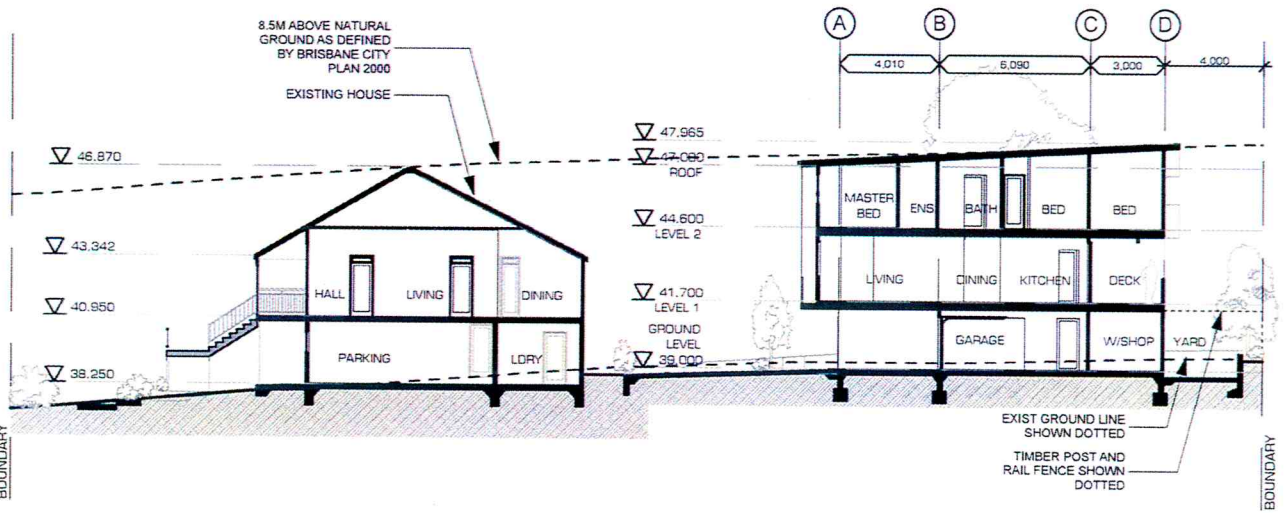 8.5M ABOVE NATURAL
GROUND AS DEFINED
BY BRISBANE CITY
PLAN 2000
EXISTING HOUSE
A
B
C
D
4,010
6,090
3,000
4,000
46.870
43.342
40.950
38.250
47.965
47.080
ROOF
44.600
LEVEL 2
41.700
LEVEL 1
GROUND
LEVEL
39.000
HALL
LIVING
DINING
PARKING
LDRY
MASTER
BED
ENS
BATH
BED
BED
LIVING
DINING
KITCHEN
DECK
GARAGE
W/SHOP
YARD
EXIST GROUND LINE
SHOWN DOTTED
TIMBER POST AND
RAIL FENCE SHOWN
DOTTED
BOUNDARY
BOUNDARY